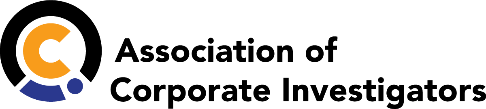 C
Association of
Corporate Investigators